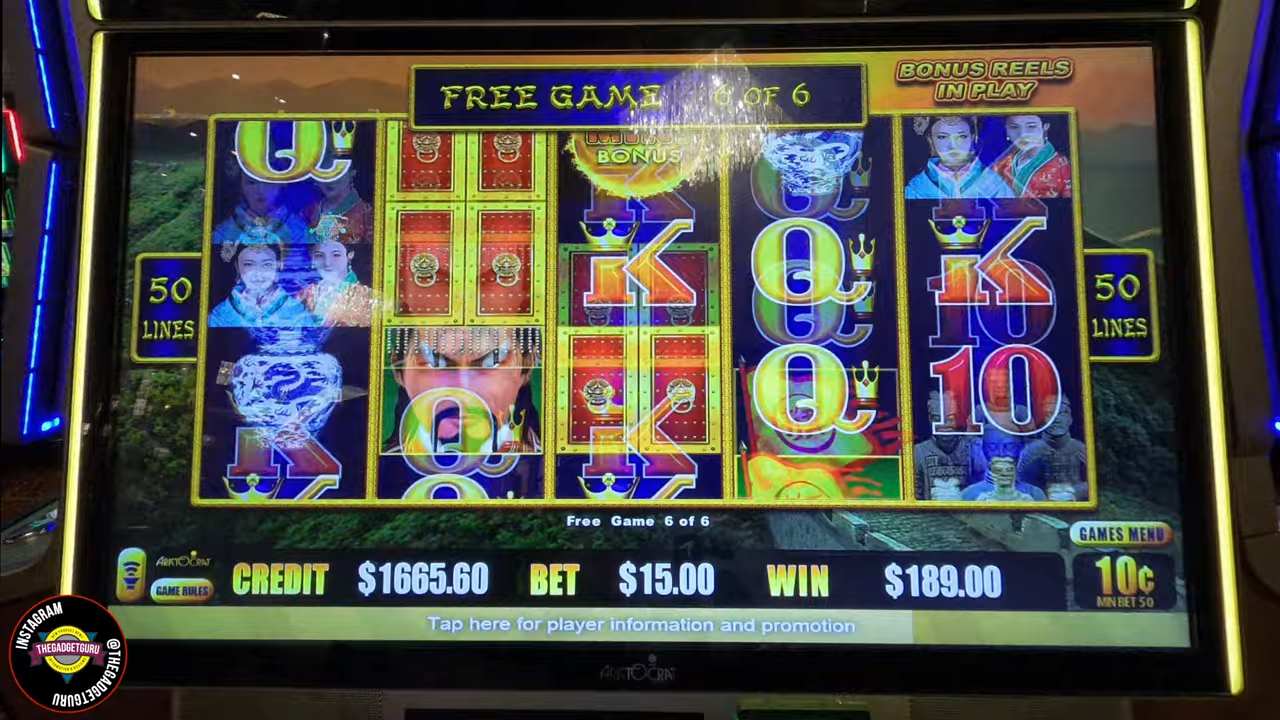 FREE GAME 6 OF 6
BONUS REELS
IN PLAY
Q
BONUS
K
Q
K
50
LINES
50
LINES
10
Q
10
K
Q
K
Q
Free Game 6 of 6
GAMES MENU
ARISTOCRAT
GAME RULES
CREDIT $1665.60 BET $15.00 WIN $189.00
10¢
MIN BET 50
Tap here for player information and promotion
ARISTOCRAT
INSTAGRAM
THEGADGETGURU
@THEGADGETGURU